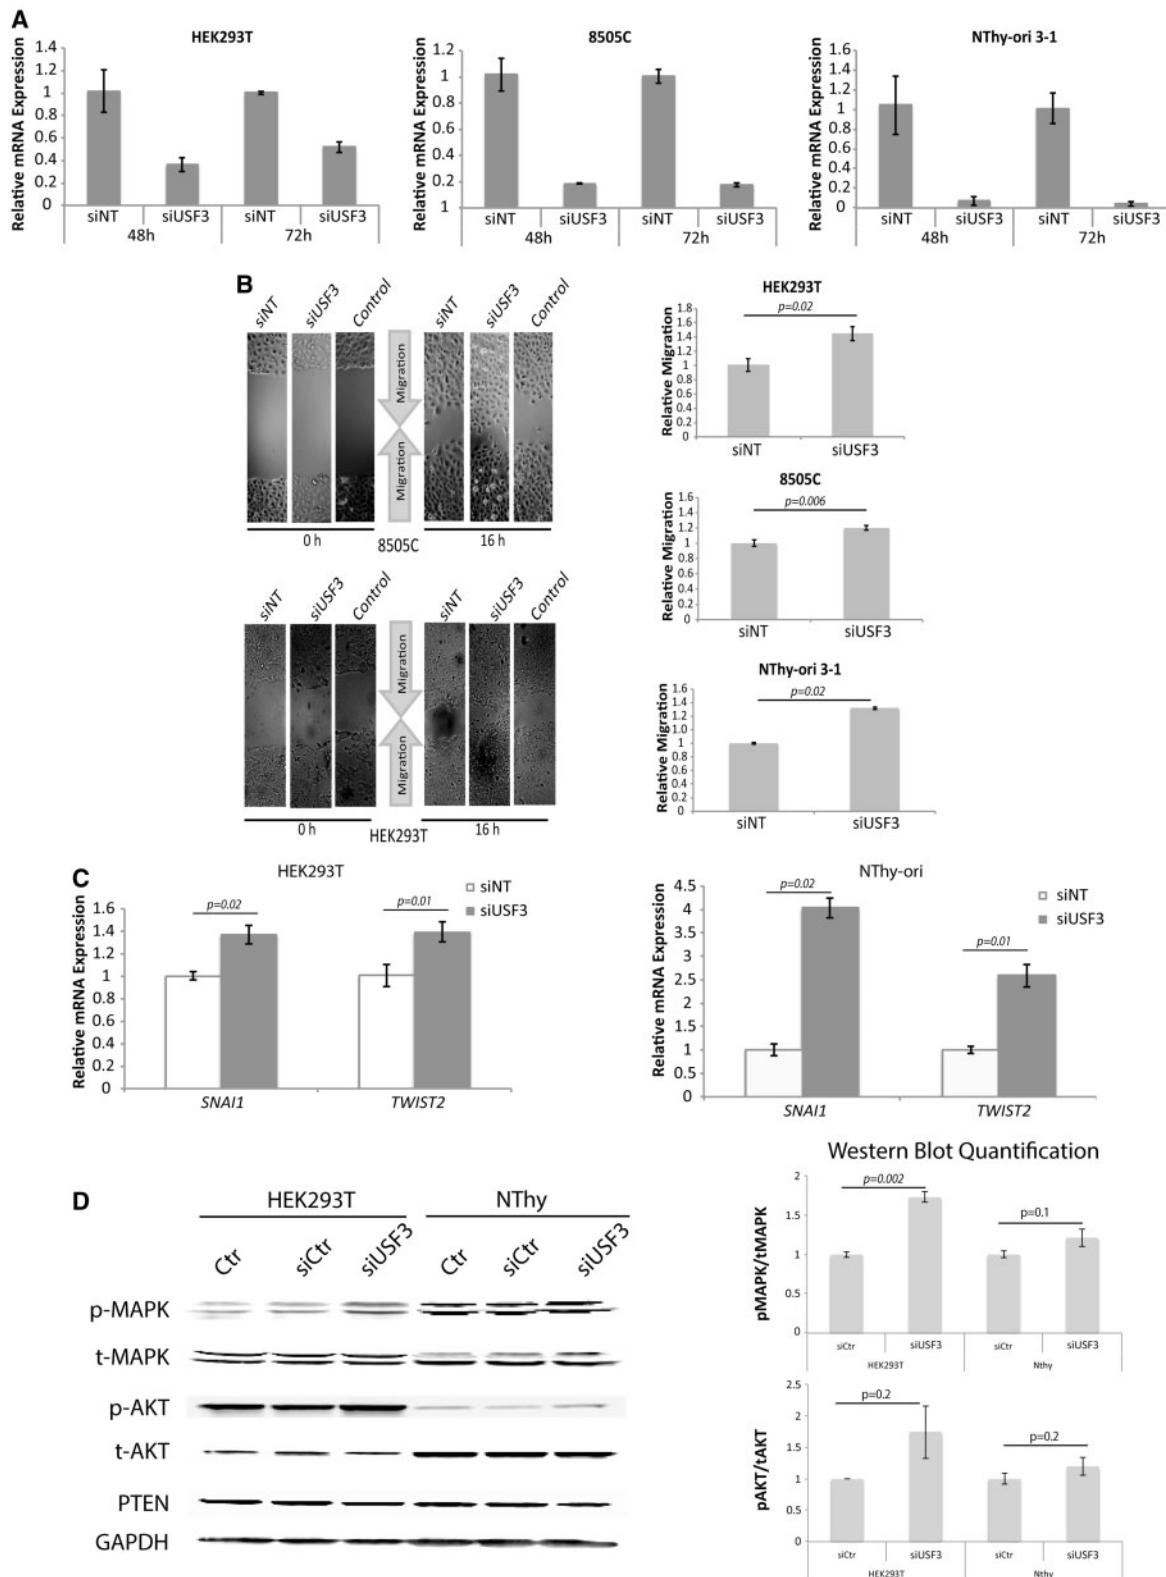 A
HEK293T
Relative mRNA Expression
1.4
1.2
1
0.8
0.6
0.4
0.2
0
siNT siUSF3 siNT siUSF3
48h 72h
8505C
Relative mRNA Expression
1.2
1
0.8
0.6
0.4
0.2
1
siNT siUSF3 siNT siUSF3
48h 72h
NThy-ori 3-1
Relative mRNA Expression
1.6
1.4
1.2
1
0.8
0.6
0.4
0.2
0
siNT siUSF3 siNT siUSF3
48h 72h
B
siNT siUSF3 Control
Migration
Migration
siNT siUSF3 Control
0 h 8505C 16 h
siNT siUSF3 Control
Migration
Migration
siNT siUSF3 Control
0 h HEK293T 16 h
HEK293T
Relative Migration
1.8
1.6
1.4
1.2
1
0.8
0.6
0.4
0.2
0
p=0.02
siNT siUSF3
8505C
Relative Migration
1.6
1.4
1.2
1
0.8
0.6
0.4
0.2
0
p=0.006
siNT siUSF3
NThy-ori 3-1
Relative Migration
1.6
1.4
1.2
1
0.8
0.6
0.4
0.2
0
p=0.02
siNT siUSF3
C
HEK293T
Relative mRNA Expression
1.6
1.4
1.2
1
0.8
0.6
0.4
0.2
0
p=0.02
p=0.01
siNT
siUSF3
SNAI1 TWIST2
NThy-ori
Relative mRNA Expression
4.5
4
3.5
3
2.5
2
1.5
1
0.5
0
p=0.02
p=0.01
siNT
siUSF3
SNAI1 TWIST2
D
HEK293T NThy
Ctr siCtr siUSF3 Ctr siCtr siUSF3
p-MAPK
t-MAPK
p-AKT
t-AKT
PTEN
GAPDH
Western Blot Quantification
pMAPK/tMAPK
2
1.5
1
0.5
0
p=0.002
p=0.1
siCtr siUSF3 siCtr siUSF3
HEK293T Nthy
pAKT/tAKT
2.5
2
1.5
1
0.5
0
p=0.2
p=0.2
siCtr siUSF3 siCtr siUSF3
HEK293T Nthy